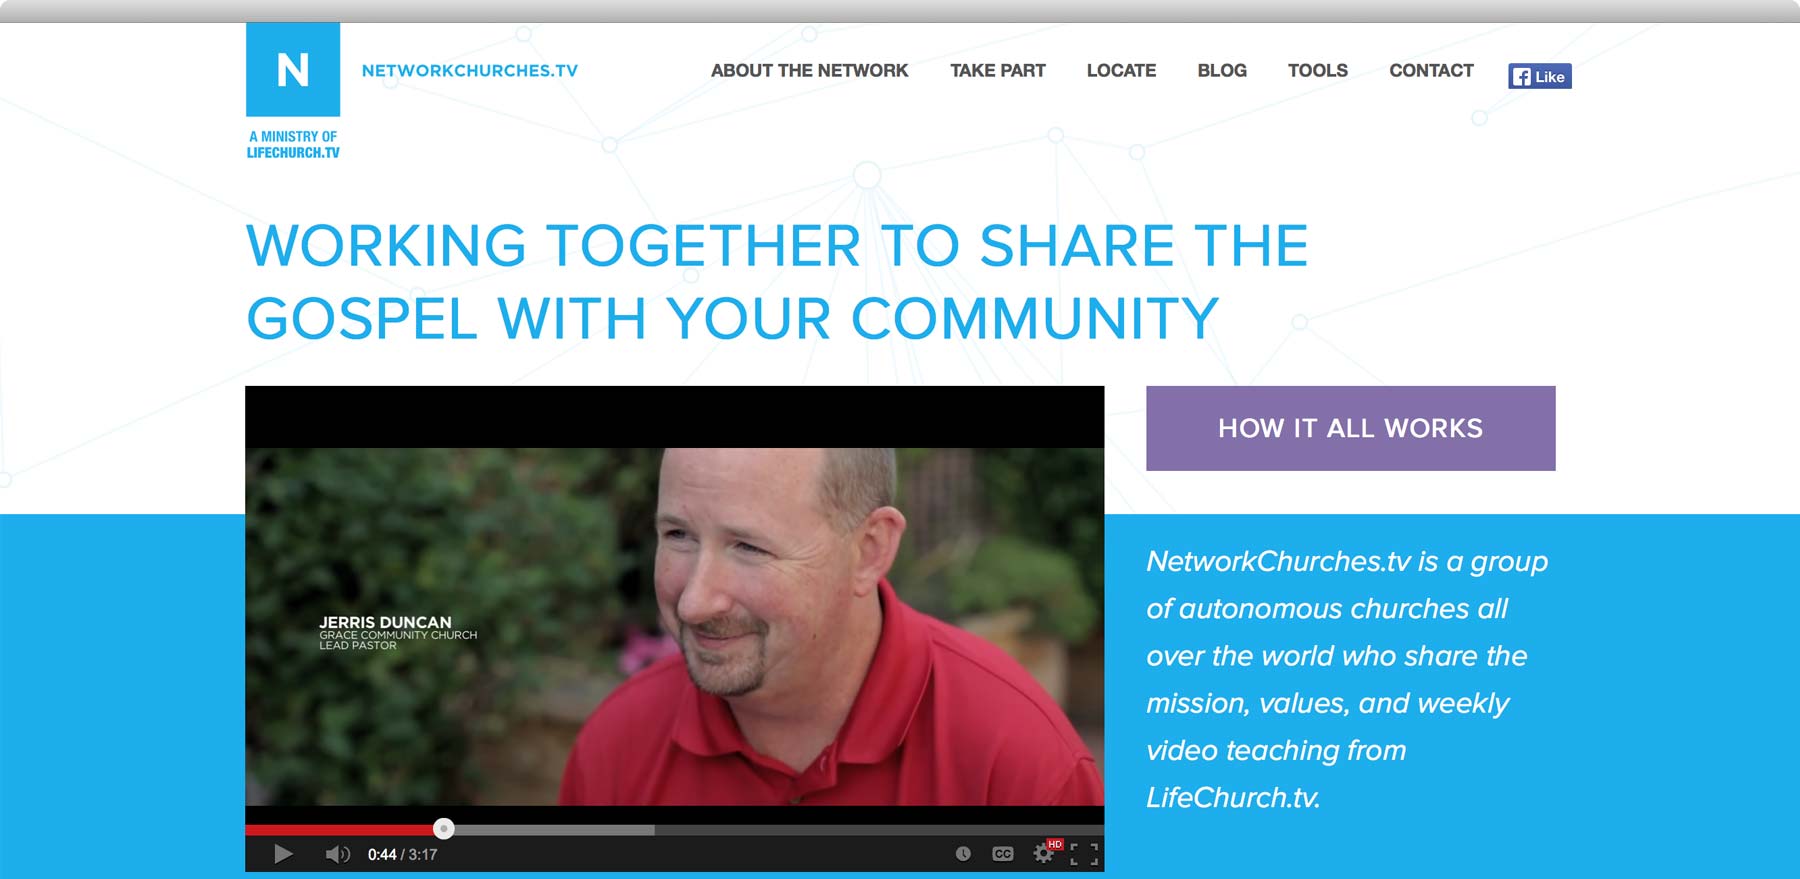 N
NETWORKCHURCHES.TV
ABOUT THE NETWORK
TAKE PART
LOCATE
BLOG
TOOLS
CONTACT
f Like
A MINISTRY OF
LIFECHURCH.TV
WORKING TOGETHER TO SHARE THE
GOSPEL WITH YOUR COMMUNITY
HOW IT ALL WORKS
JERRIS DUNCAN
GRACE COMMUNITY CHURCH
LEAD PASTOR
0:44 / 3:17
CC
HD
NetworkChurches.tv is a group
of autonomous churches all
over the world who share the
mission, values, and weekly
video teaching from
LifeChurch.tv.